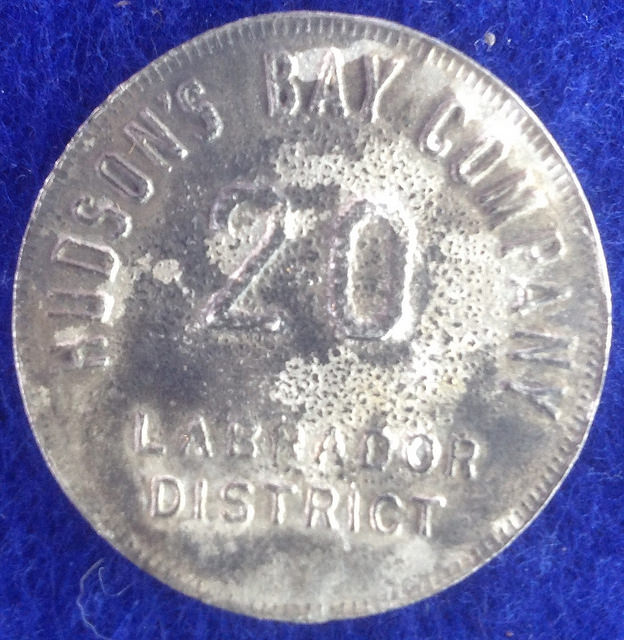 HUDSON'S BAY COMPANY
20
LABRADOR
DISTRICT